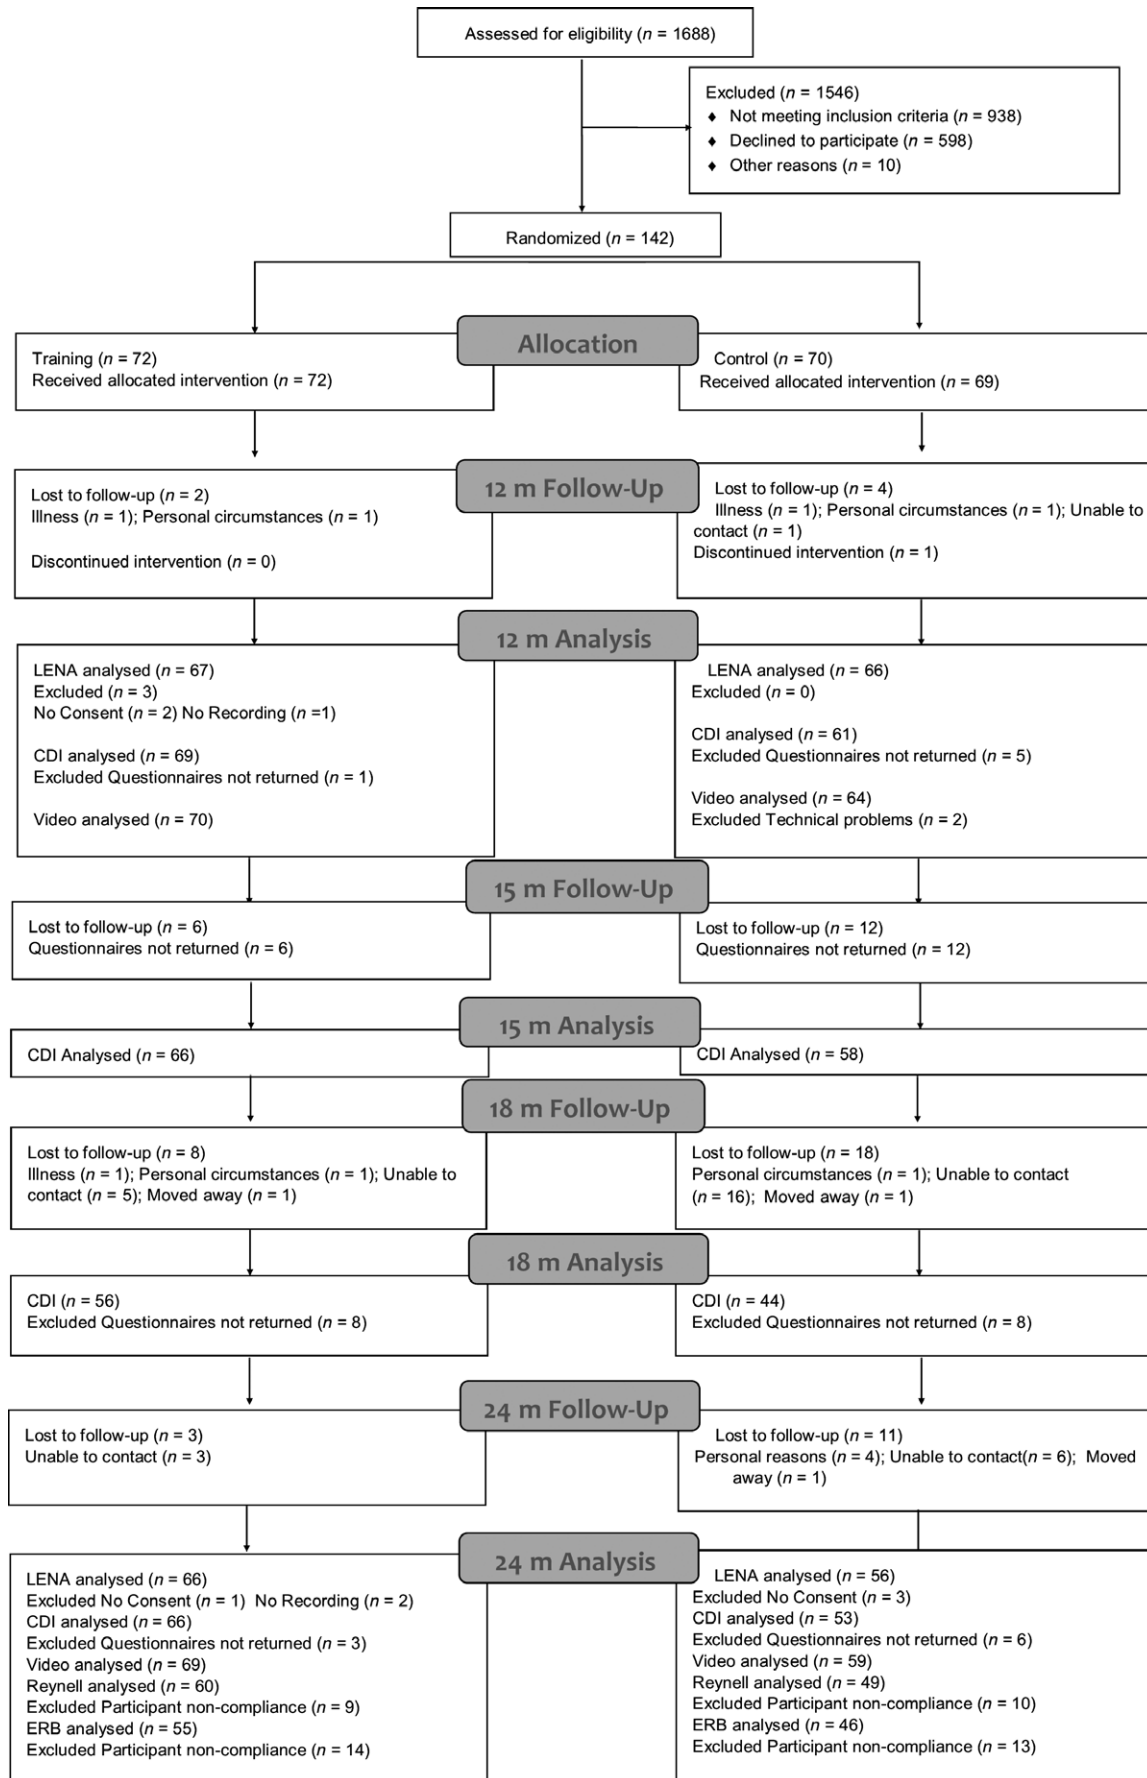 Assessed for eligibility (n = 1688)
Excluded (n = 1546)
♦ Not meeting inclusion criteria (n = 938)
♦ Declined to participate (n = 598)
♦ Other reasons (n = 10)
Randomized (n = 142)
Allocation
Training (n = 72)
Received allocated intervention (n = 72)
Control (n = 70)
Received allocated intervention (n = 69)
12 m Follow-Up
Lost to follow-up (n = 2)
Illness (n = 1); Personal circumstances (n = 1)
Discontinued intervention (n = 0)
Lost to follow-up (n = 4)
Illness (n = 1); Personal circumstances (n = 1); Unable to
contact (n = 1)
Discontinued intervention (n = 1)
12 m Analysis
LENA analysed (n = 67)
Excluded (n = 3)
No Consent (n = 2) No Recording (n =1)
CDI analysed (n = 69)
Excluded Questionnaires not returned (n = 1)
Video analysed (n = 70)
LENA analysed (n = 66)
Excluded (n = 0)
CDI analysed (n = 61)
Excluded Questionnaires not returned (n = 5)
Video analysed (n = 64)
Excluded Technical problems (n = 2)
15 m Follow-Up
Lost to follow-up (n = 6)
Questionnaires not returned (n = 6)
Lost to follow-up (n = 12)
Questionnaires not returned (n = 12)
15 m Analysis
CDI Analysed (n = 66)
CDI Analysed (n = 58)
18 m Follow-Up
Lost to follow-up (n = 8)
Illness (n = 1); Personal circumstances (n = 1); Unable to
contact (n = 5); Moved away (n = 1)
Lost to follow-up (n = 18)
Personal circumstances (n = 1); Unable to contact
(n = 16); Moved away (n = 1)
18 m Analysis
CDI (n = 56)
Excluded Questionnaires not returned (n = 8)
CDI (n = 44)
Excluded Questionnaires not returned (n = 8)
24 m Follow-Up
Lost to follow-up (n = 3)
Unable to contact (n = 3)
Lost to follow-up (n = 11)
Personal reasons (n = 4); Unable to contact(n = 6); Moved
away (n = 1)
24 m Analysis
LENA analysed (n = 66)
Excluded No Consent (n = 1) No Recording (n = 2)
CDI analysed (n = 66)
Excluded Questionnaires not returned (n = 3)
Video analysed (n = 69)
Reynell analysed (n = 60)
Excluded Participant non-compliance (n = 9)
ERB analysed (n = 55)
Excluded Participant non-compliance (n = 14)
LENA analysed (n = 56)
Excluded No Consent (n = 3)
CDI analysed (n = 53)
Excluded Questionnaires not returned (n = 6)
Video analysed (n = 59)
Reynell analysed (n = 49)
Excluded Participant non-compliance (n = 10)
ERB analysed (n = 46)
Excluded Participant non-compliance (n = 13)